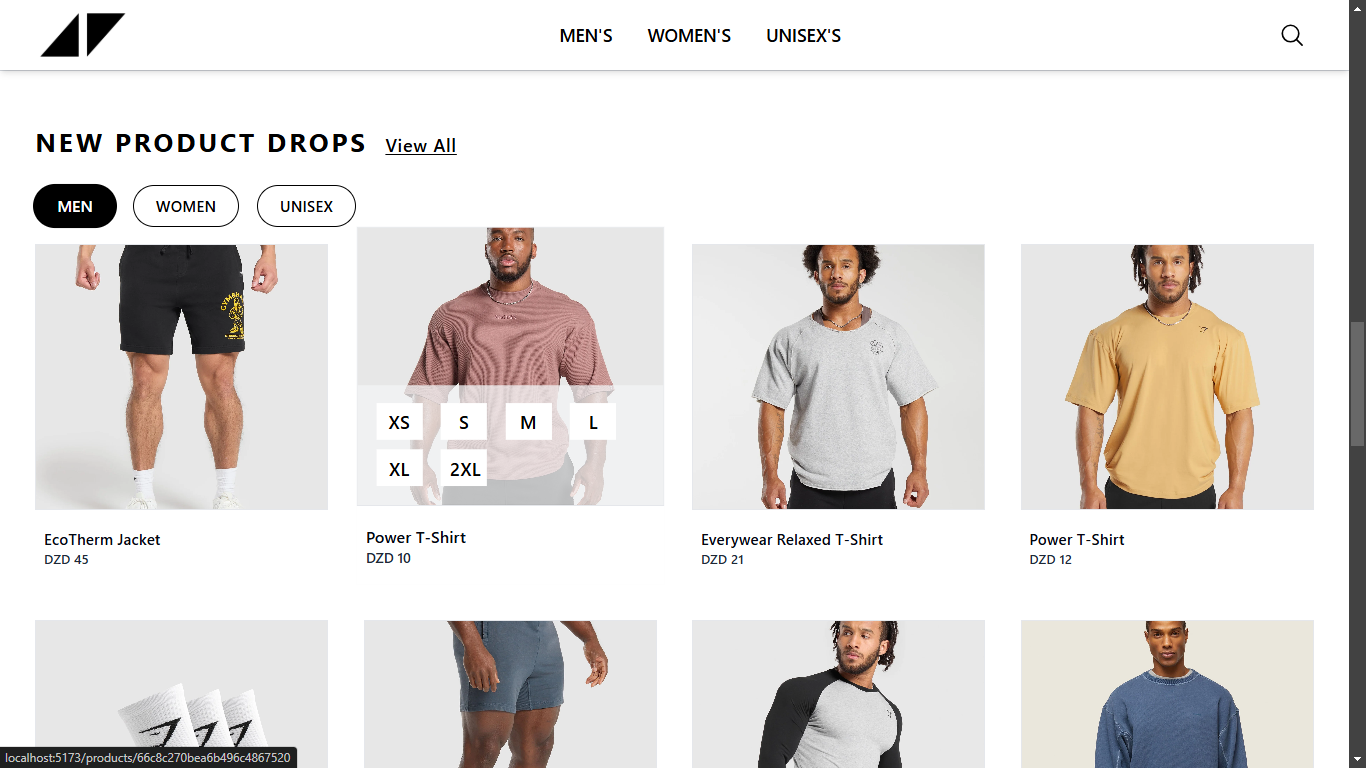 MEN'S WOMEN'S UNISEX'S
NEW PRODUCT DROPS View All
MEN WOMEN UNISEX
XS S M L
XL 2XL
EcoTherm Jacket
DZD 45
Power T-Shirt
DZD 10
Everywear Relaxed T-Shirt
DZD 21
Power T-Shirt
DZD 12
localhost:5173/products/66c8c270bea6b496c4867520